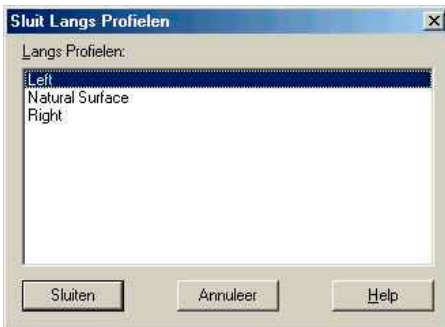 Sluit Langs Profielen
Langs Profielen:
Left
Natural Surface
Right
Sluiten Annuleer Help